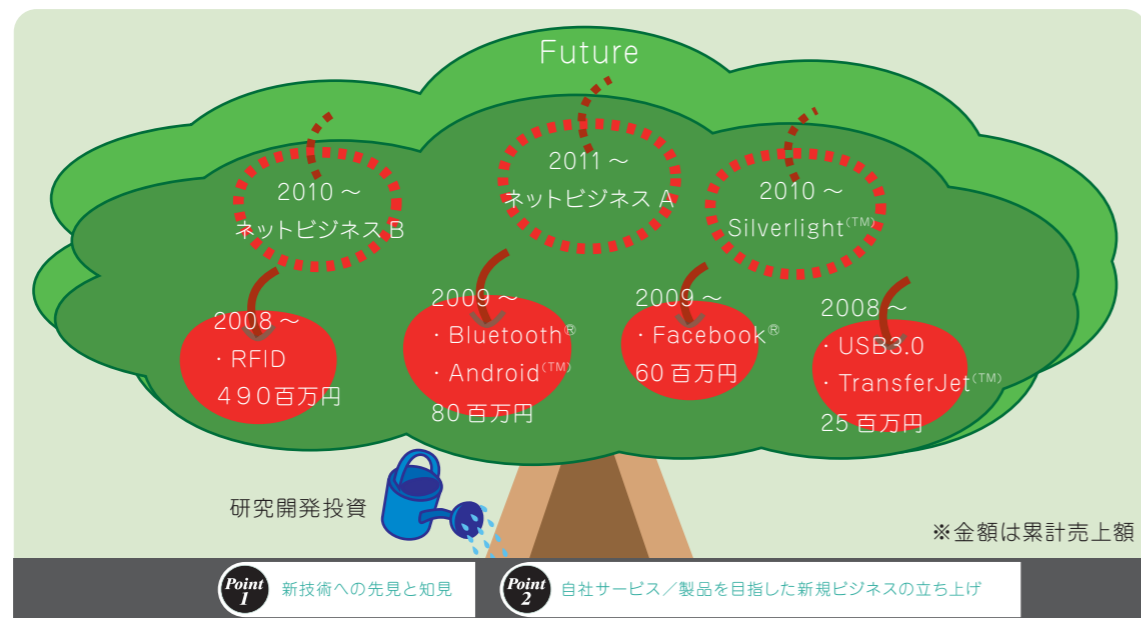 Future
2010 ～
ネットビジネス B
2011 ～
ネットビジネス A
2010 ～
Silverlight(TM)
2008 ～
・RFID
４９０百万円
2009 ～
・Bluetooth®
・Android(TM)
80 百万円
2009 ～
・Facebook®
60 百万円
2008 ～
・USB3.0
・TransferJet(TM)
25 百万円
研究開発投資
※金額は累計売上額
Point 1
新技術への先見と知見
Point 2
自社サービス／製品を目指した新規ビジネスの立ち上げ